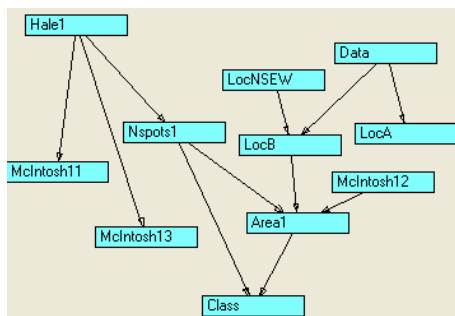 Hale1
Data
LocNSEW
Nspots1
LocB
LocA
McIntosh11
McIntosh12
McIntosh13
Area1
Class